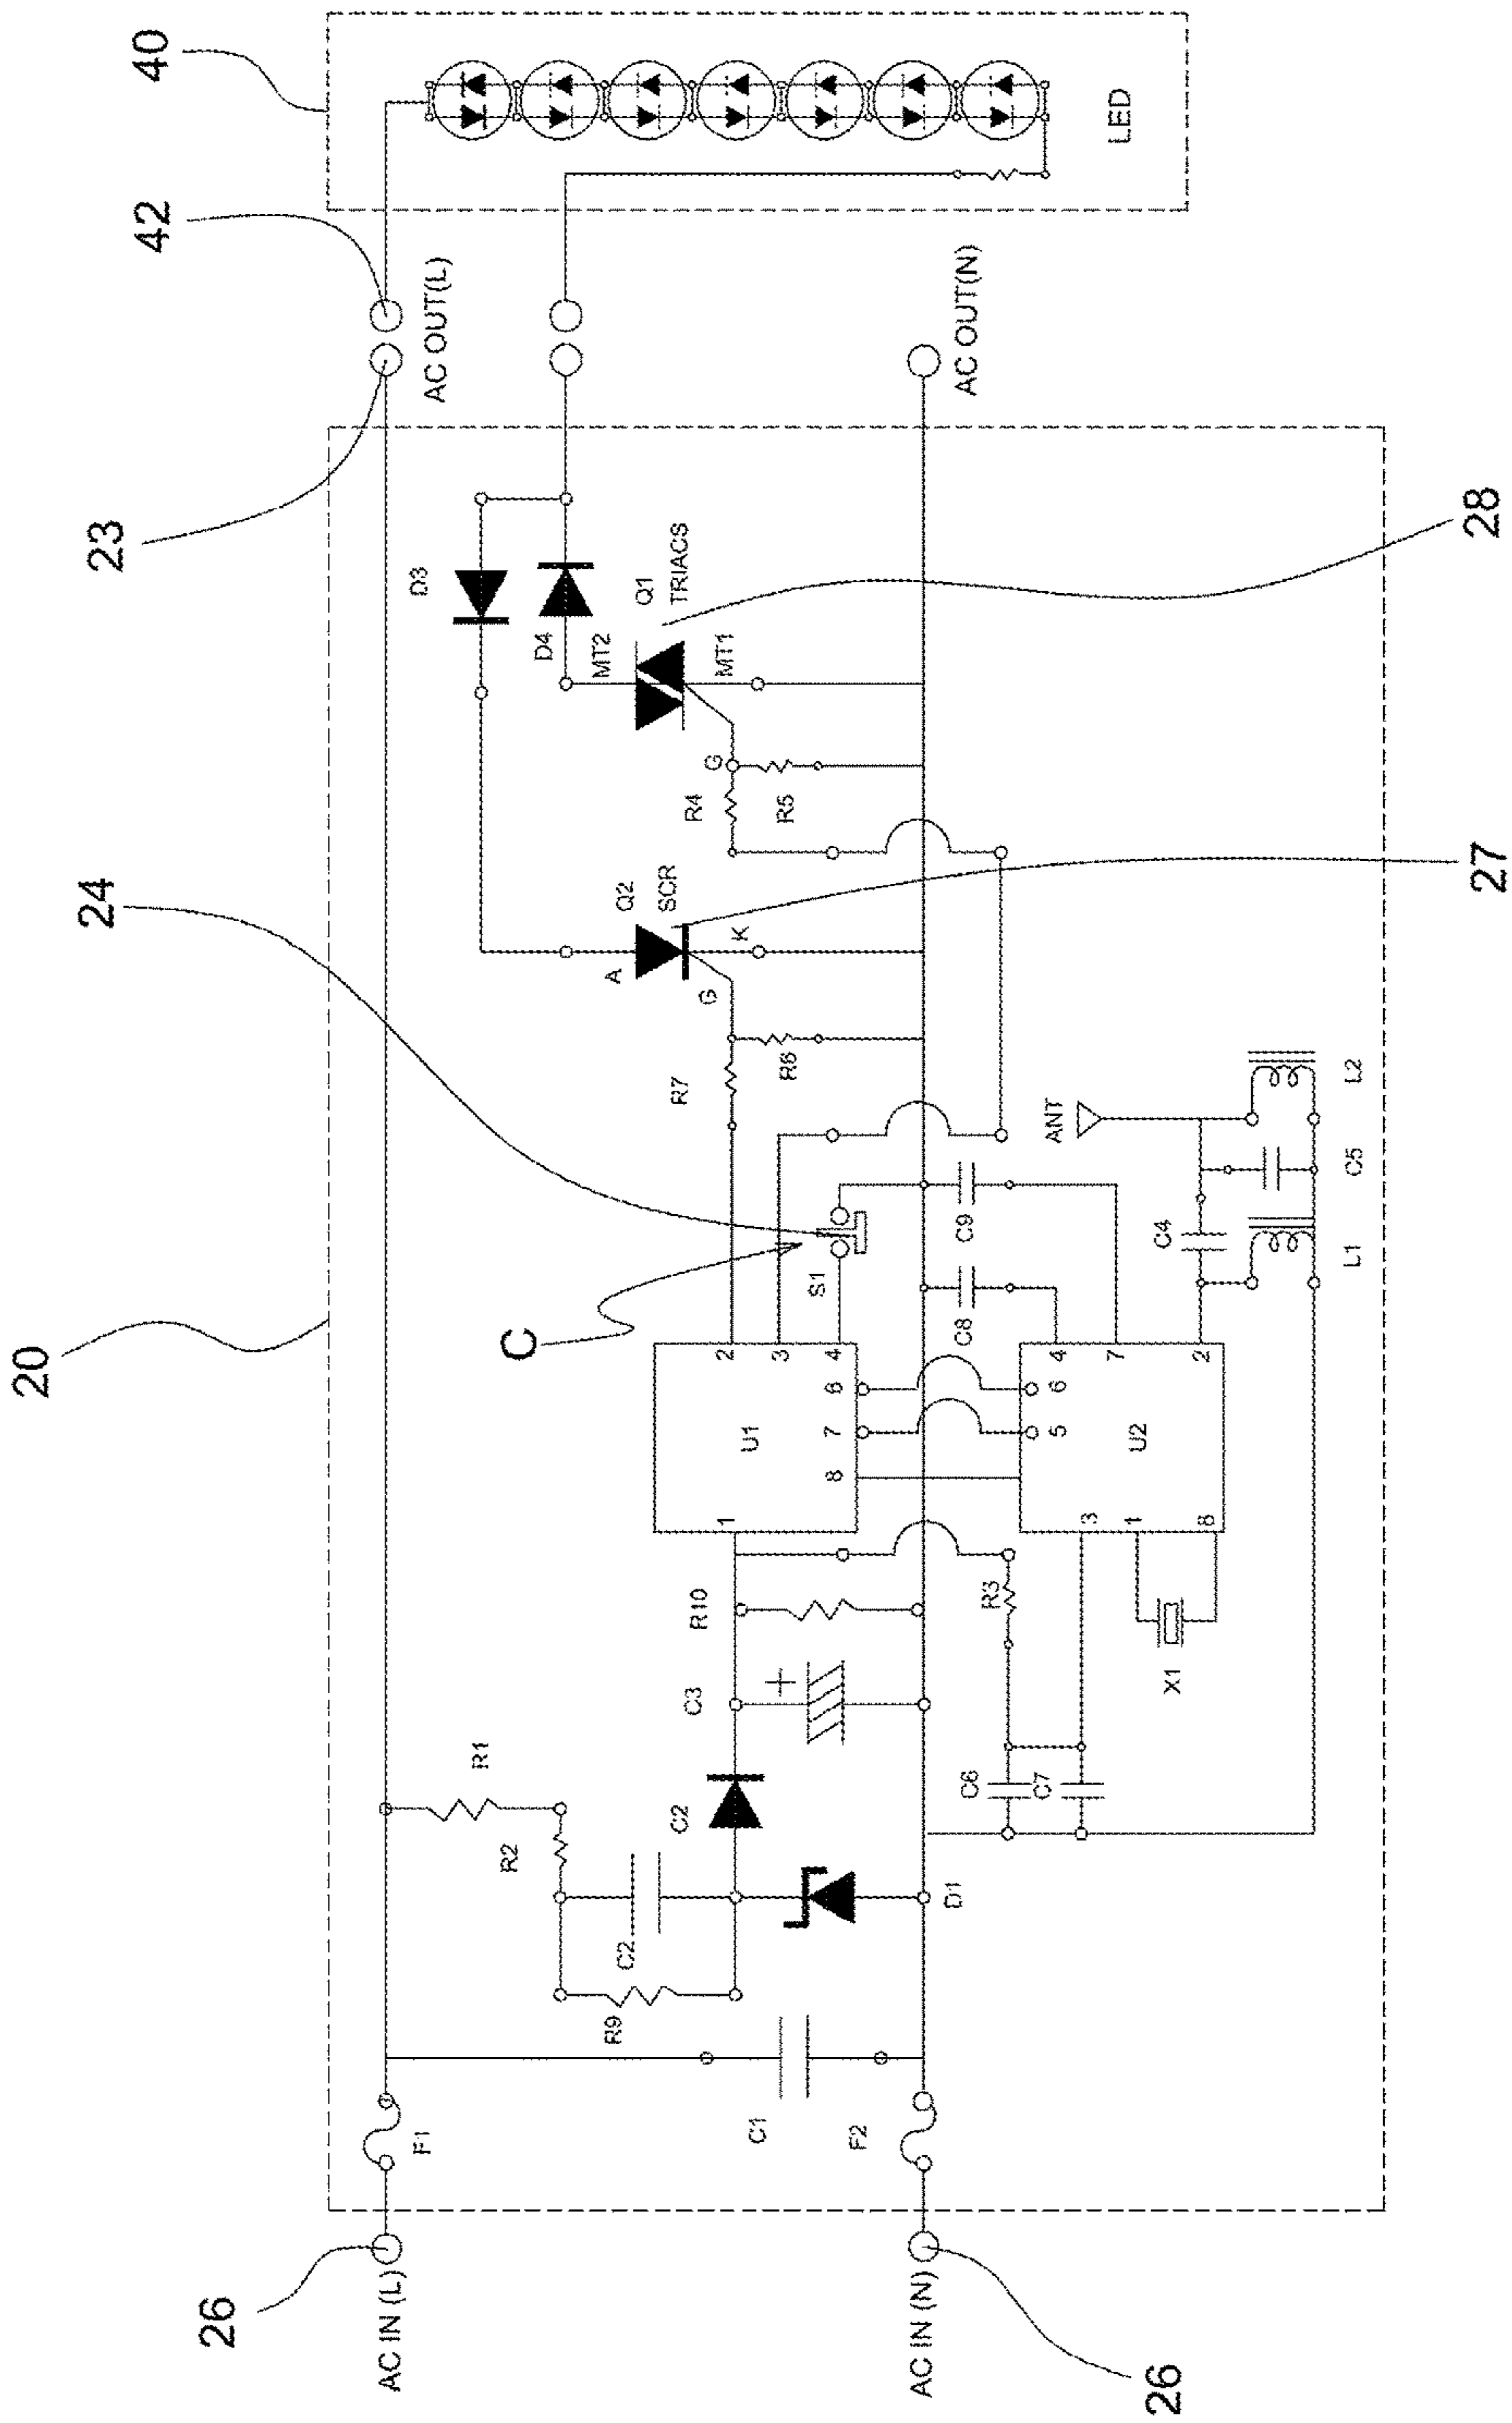 20
24
23
42
40
26
AC IN (L)
F1
R1
R2
C2
R9
C1
F2
AC IN (N)
26
D1
C2
C3
R10
C
U1
1
2
3
4
6
7
8
S1
R7
R6
Q2
SCR
A
G
K
27
D3
D4
MT2
Q1
TRIACS
MT1
G
R4
R5
28
AC OUT(L)
AC OUT(N)
LED
R3
C6
C7
X1
U2
3
1
8
5
6
4
7
2
C8
C9
ANT
C4
L1
C5
L2